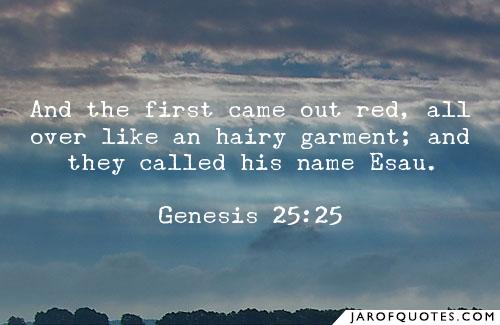 And the first came out red, all
over like an hairy garment; and
they called his name Esau.
Genesis 25:25
JAROFQUOTES.COM